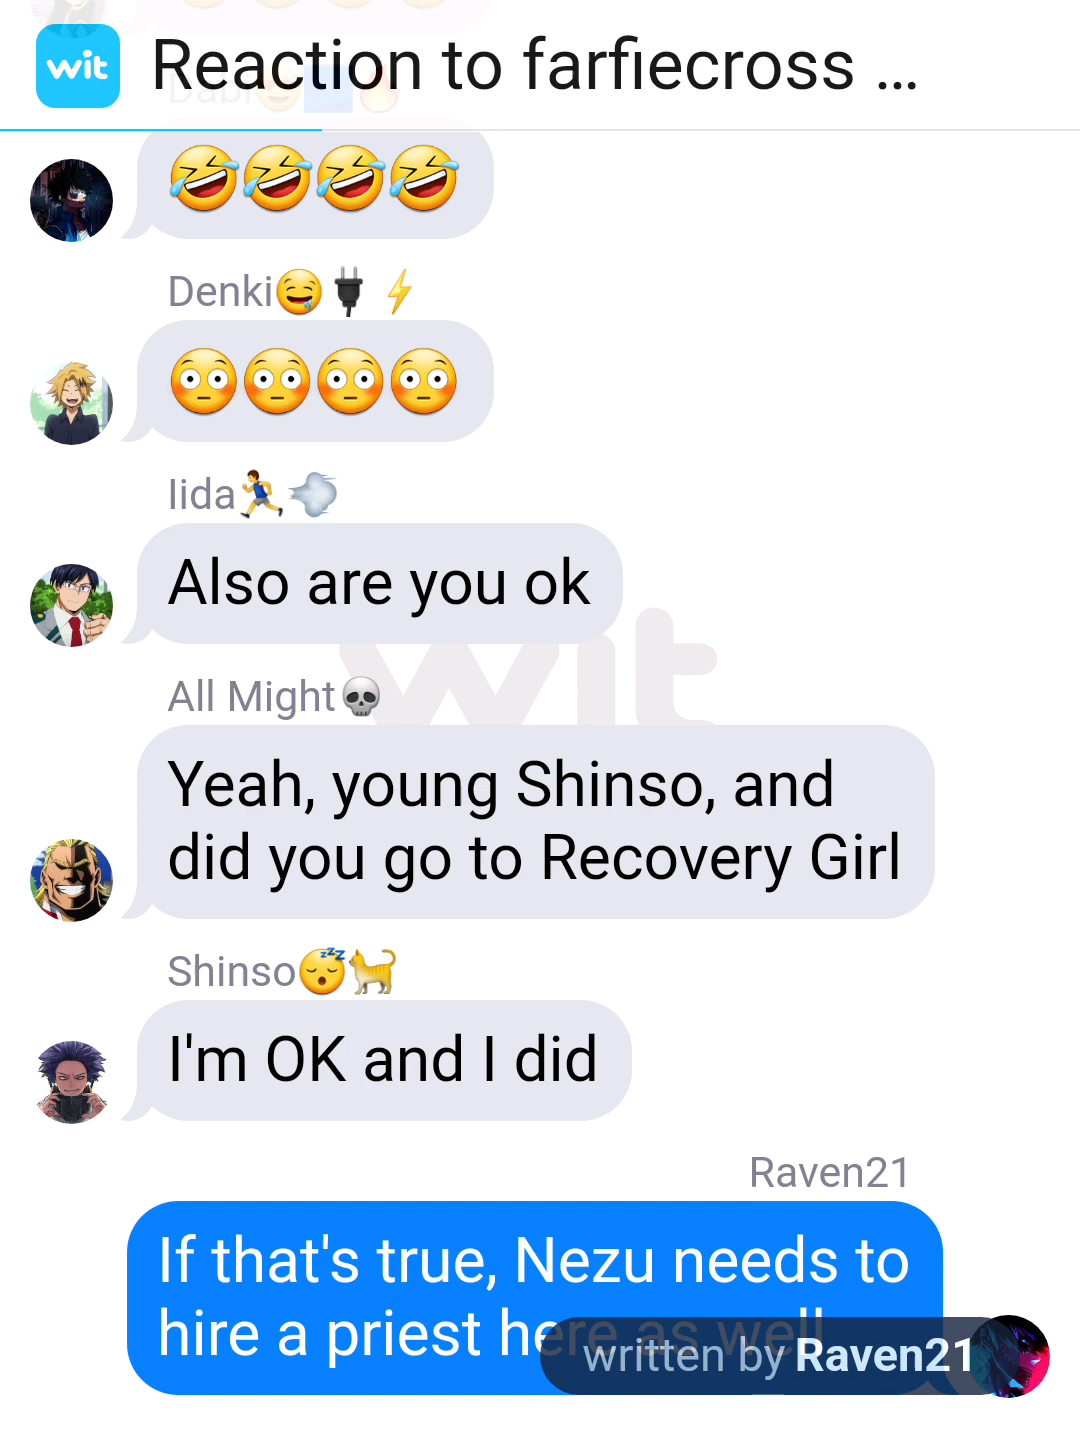 wit Reaction to farfiecross ...
Dabi
🤣🤣🤣🤣
Denki🤤🔌⚡
😳😳😳😳
Iida🏃💨
Also are you ok
wit
All Might💀
Yeah, young Shinso, and
did you go to Recovery Girl
Shinso😴🐈
I'm OK and I did
Raven21
If that's true, Nezu needs to
hire a priest here as well
written by Raven21